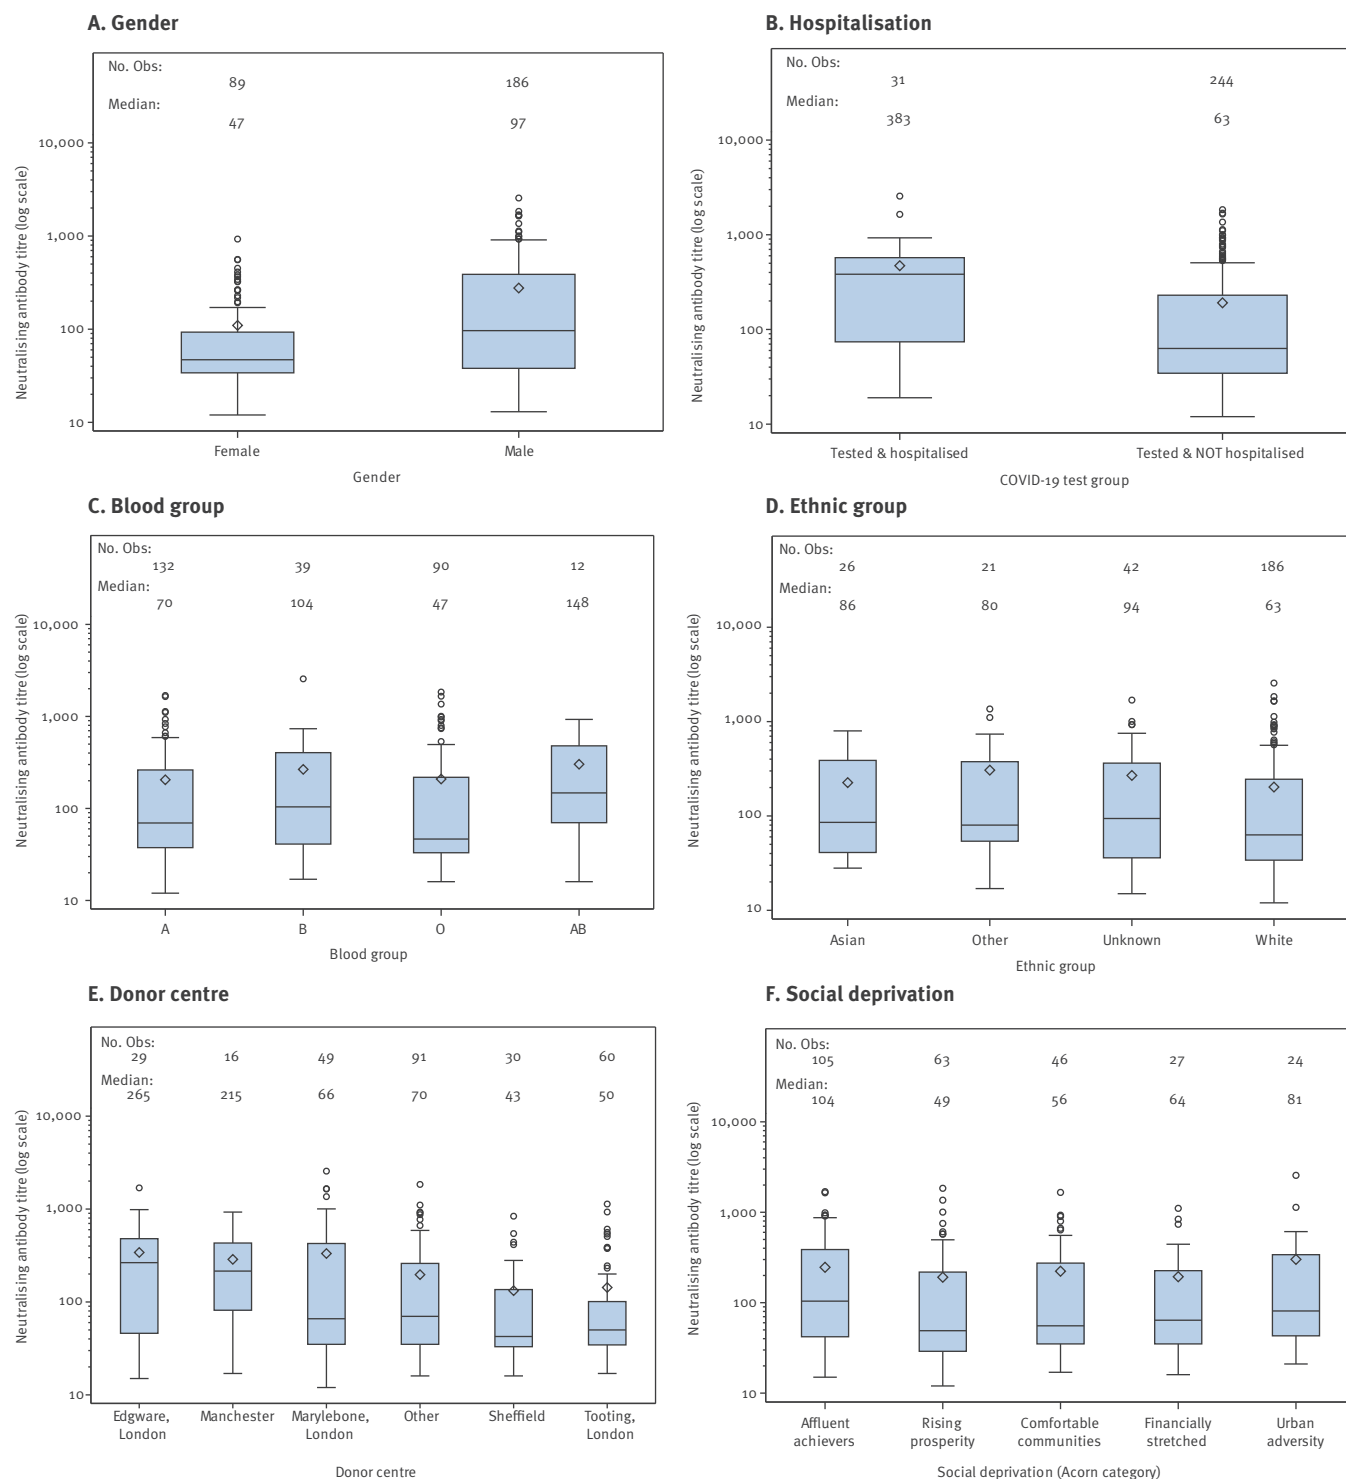 A. Gender
No. Obs:
89 186
Median:
47 97
10,000
1,000
100
10
Neutralising antibody titre (log scale)
Female Male
Gender
B. Hospitalisation
No. Obs:
31 244
Median:
383 63
10,000
1,000
100
10
Neutralising antibody titre (log scale)
Tested & hospitalised Tested & NOT hospitalised
COVID-19 test group
C. Blood group
No. Obs:
132 39 90 12
Median:
70 104 47 148
10,000
1,000
100
10
Neutralising antibody titre (log scale)
A B O AB
Blood group
D. Ethnic group
No. Obs:
26 21 42 186
Median:
86 80 94 63
10,000
1,000
100
10
Neutralising antibody titre (log scale)
Asian Other Unknown White
Ethnic group
E. Donor centre
No. Obs:
29 16 49 91 30 60
Median:
265 215 66 70 43 50
10,000
1,000
100
10
Neutralising antibody titre (log scale)
Edgware, Manchester Marylebone, Other Sheffield Tooting,
London London London
Donor centre
F. Social deprivation
No. Obs:
105 63 46 27 24
Median:
104 49 56 64 81
10,000
1,000
100
10
Neutralising antibody titre (log scale)
Affluent Rising Comfortable Financially Urban
achievers prosperity communities stretched adversity
Social deprivation (Acorn category)